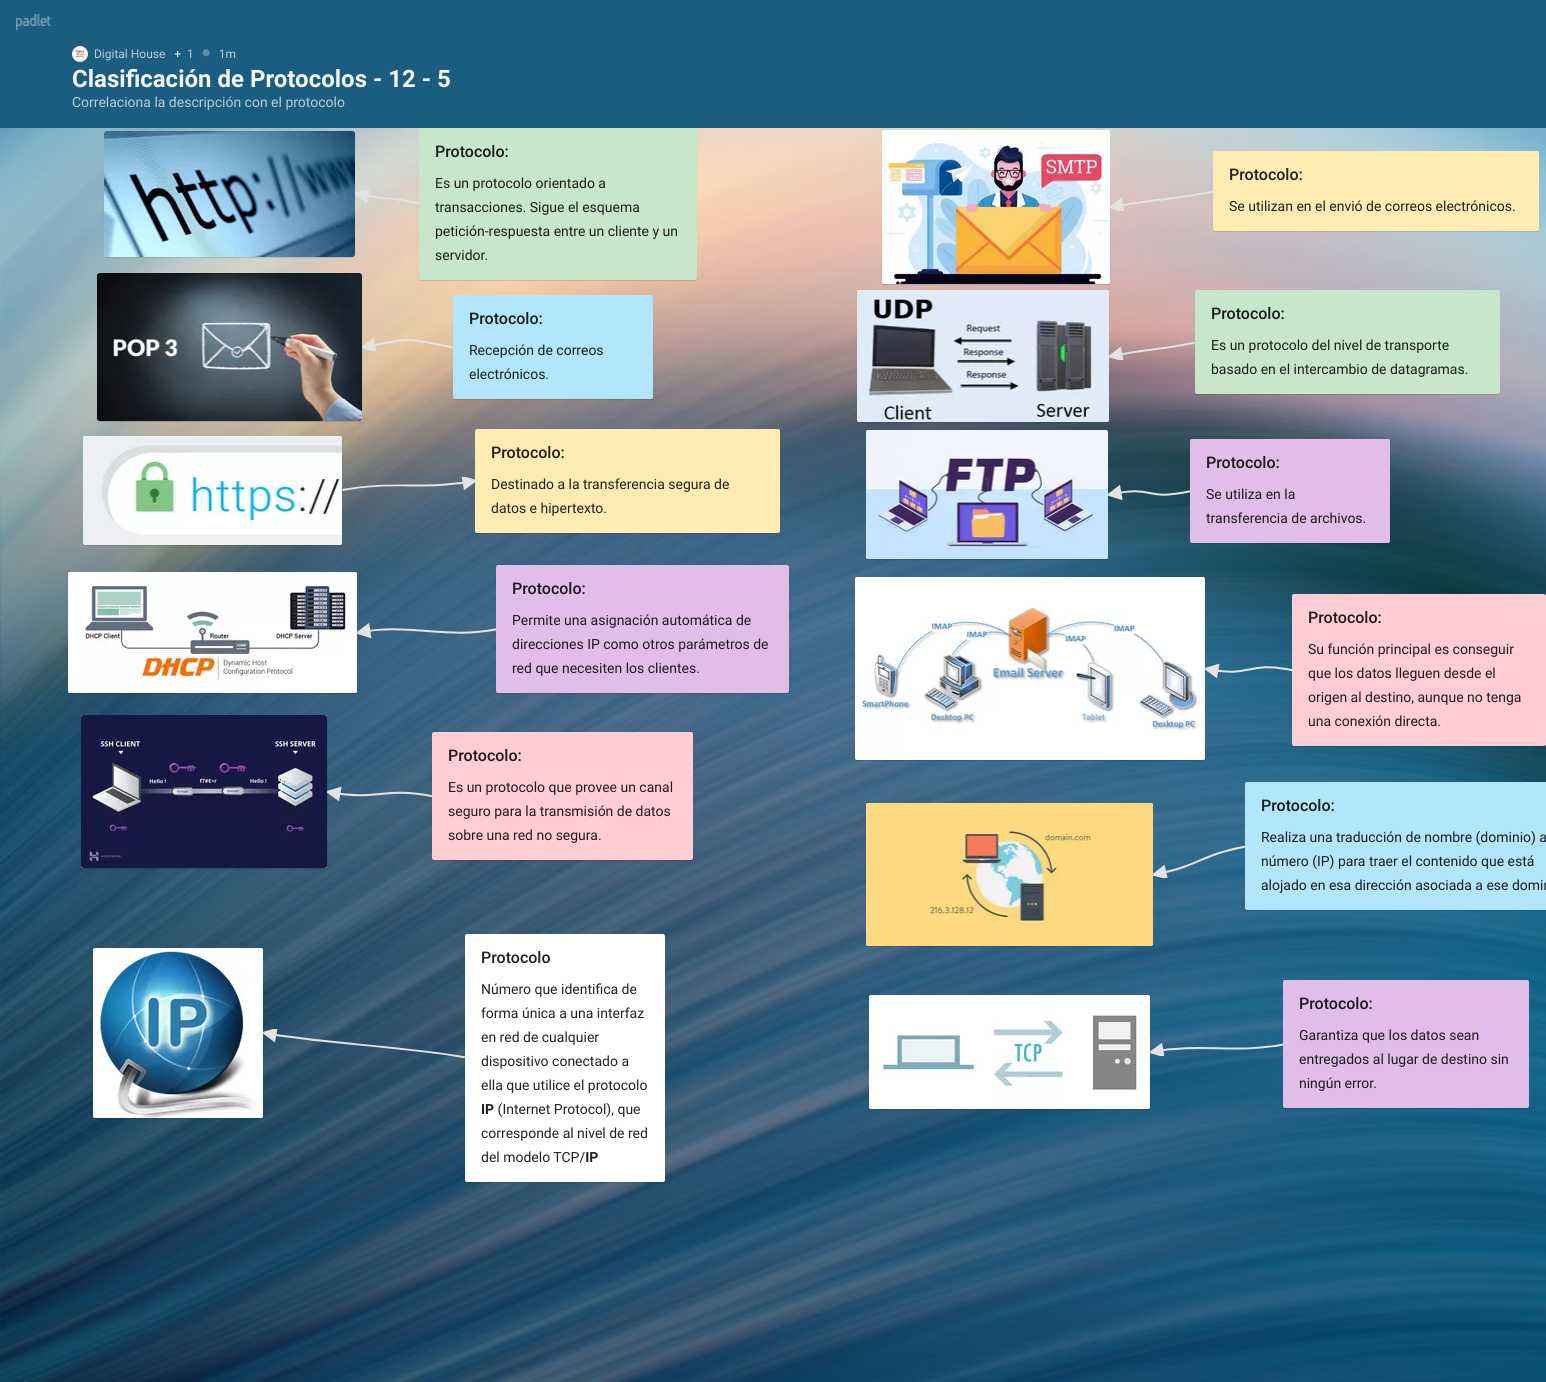 padlet
Digital House + 1 1m
Clasificación de Protocolos - 12 - 5
Correlaciona la descripción con el protocolo
http://www
Protocolo:
Es un protocolo orientado a
transacciones. Sigue el esquema
petición-respuesta entre un cliente y un
servidor.
POP 3
Protocolo:
Recepción de correos
electrónicos.
https://
Protocolo:
Destinado a la transferencia segura de
datos e hipertexto.
DHCP Client
Router
DHCP Server
DHCP
Dynamic Host
Configuration Protocol
Protocolo:
Permite una asignación automática de
direcciones IP como otros parámetros de
red que necesiten los clientes.
SSH CLIENT
SSH SERVER
Hello !
f7#E+r
Hello !
Protocolo:
Es un protocolo que provee un canal
seguro para la transmisión de datos
sobre una red no segura.
IP
Protocolo
Número que identifica de
forma única a una interfaz
en red de cualquier
dispositivo conectado a
ella que utilice el protocolo
IP (Internet Protocol), que
corresponde al nivel de red
del modelo TCP/IP
SMTP
Protocolo:
Se utilizan en el envió de correos electrónicos.
UDP
Request
Response
Response
Client
Server
Protocolo:
Es un protocolo del nivel de transporte
basado en el intercambio de datagramas.
FTP
Protocolo:
Se utiliza en la
transferencia de archivos.
IMAP
IMAP
IMAP
IMAP
Email Server
SmartPhone
Desktop PC
Tablet
Desktop PC
Protocolo:
Su función principal es conseguir
que los datos lleguen desde el
origen al destino, aunque no tenga
una conexión directa.
domain.com
216.3.128.12
Protocolo:
Realiza una traducción de nombre (dominio) a
número (IP) para traer el contenido que está
alojado en esa dirección asociada a ese domi
TCP
Protocolo:
Garantiza que los datos sean
entregados al lugar de destino sin
ningún error.